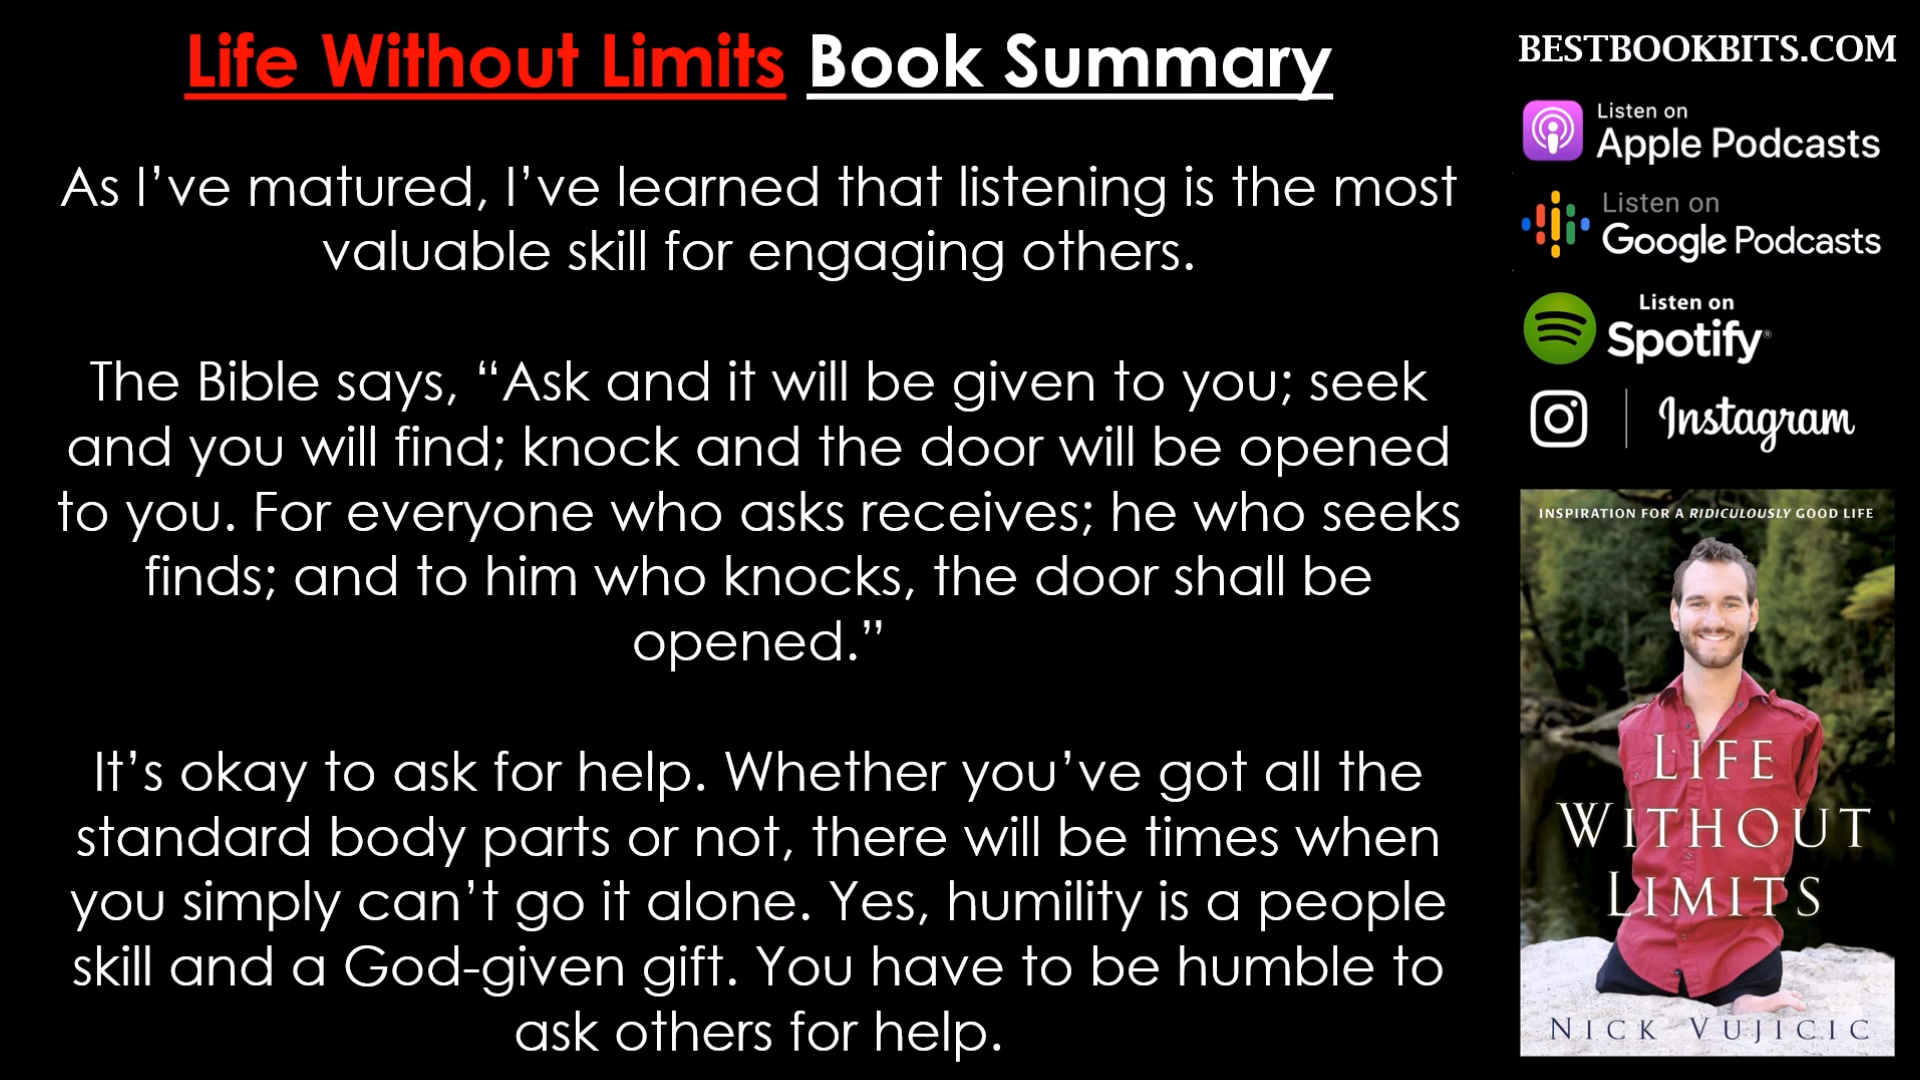 Life Without Limits Book Summary
As I’ve matured, I’ve learned that listening is the most
valuable skill for engaging others.
The Bible says, “Ask and it will be given to you; seek
and you will find; knock and the door will be opened
to you. For everyone who asks receives; he who seeks
finds; and to him who knocks, the door shall be
opened.”
It’s okay to ask for help. Whether you’ve got all the
standard body parts or not, there will be times when
you simply can’t go it alone. Yes, humility is a people
skill and a God-given gift. You have to be humble to
ask others for help.
BESTBOOKBITS.COM
Listen on
Apple Podcasts
Listen on
Google Podcasts
Listen on
Spotify®
Instagram
INSPIRATION FOR A RIDICULOUSLY GOOD LIFE
LIFE
WITHOUT
LIMITS
NICK VUJICIC